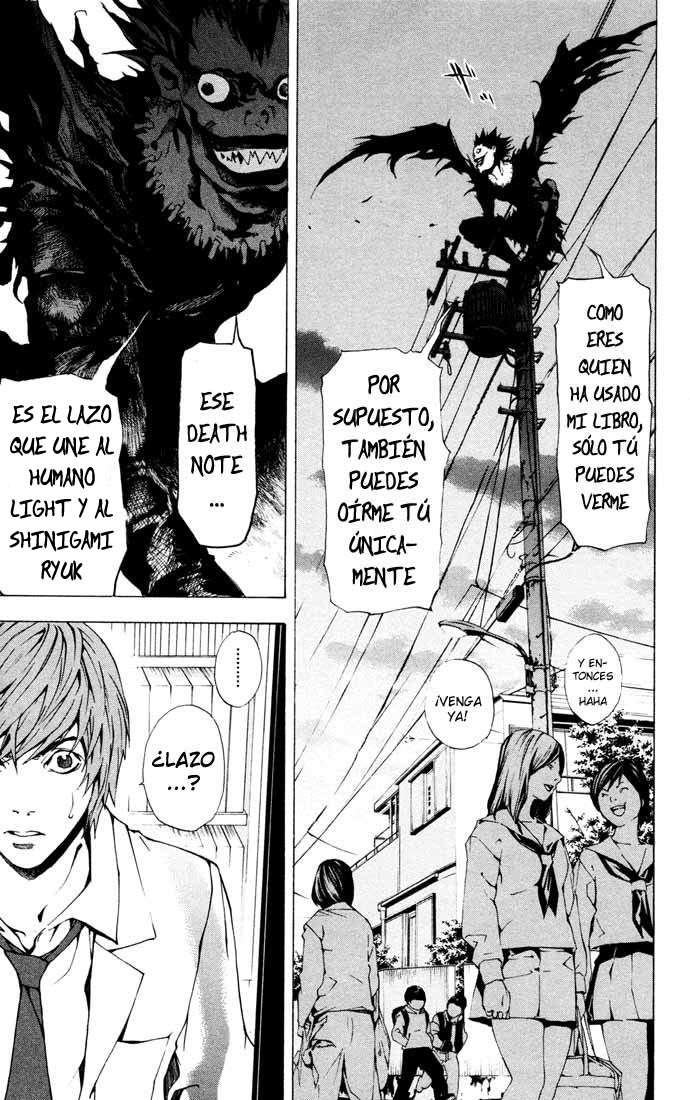 COMO
ERES
QUIEN
HA USADO
MI LIBRO,
SÓLO TÚ
PUEDES
VERME
POR
SUPUESTO,
TAMBIÉN
PUEDES
OÍRME TÚ
ÚNICA-
MENTE
Y EN-
TONCES
...
HAHA
¡VENGA
YA!
ESE
DEATH
NOTE
...
ES EL LAZO
QUE UNE AL
HUMANO
LIGHT Y AL
SHINIGAMI
RYUK
.......
¿LAZO
...?